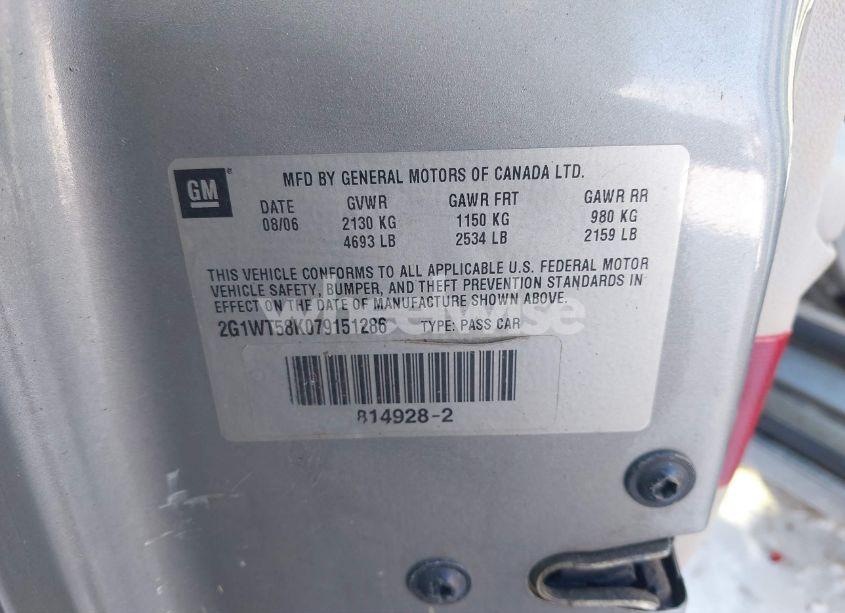 GM
MFD BY GENERAL MOTORS OF CANADA LTD.
DATE GVWR GAWR FRT GAWR RR
08/06 2130 KG 1150 KG 980 KG
4693 LB 2534 LB 2159 LB
THIS VEHICLE CONFORMS TO ALL APPLICABLE U.S. FEDERAL MOTOR
VEHICLE SAFETY, BUMPER, AND THEFT PREVENTION STANDARDS IN
EFFECT ON THE DATE OF MANUFACTURE SHOWN ABOVE.
2G1WT58K079151286 TYPE: PASS CAR
wheelwise
814928-2